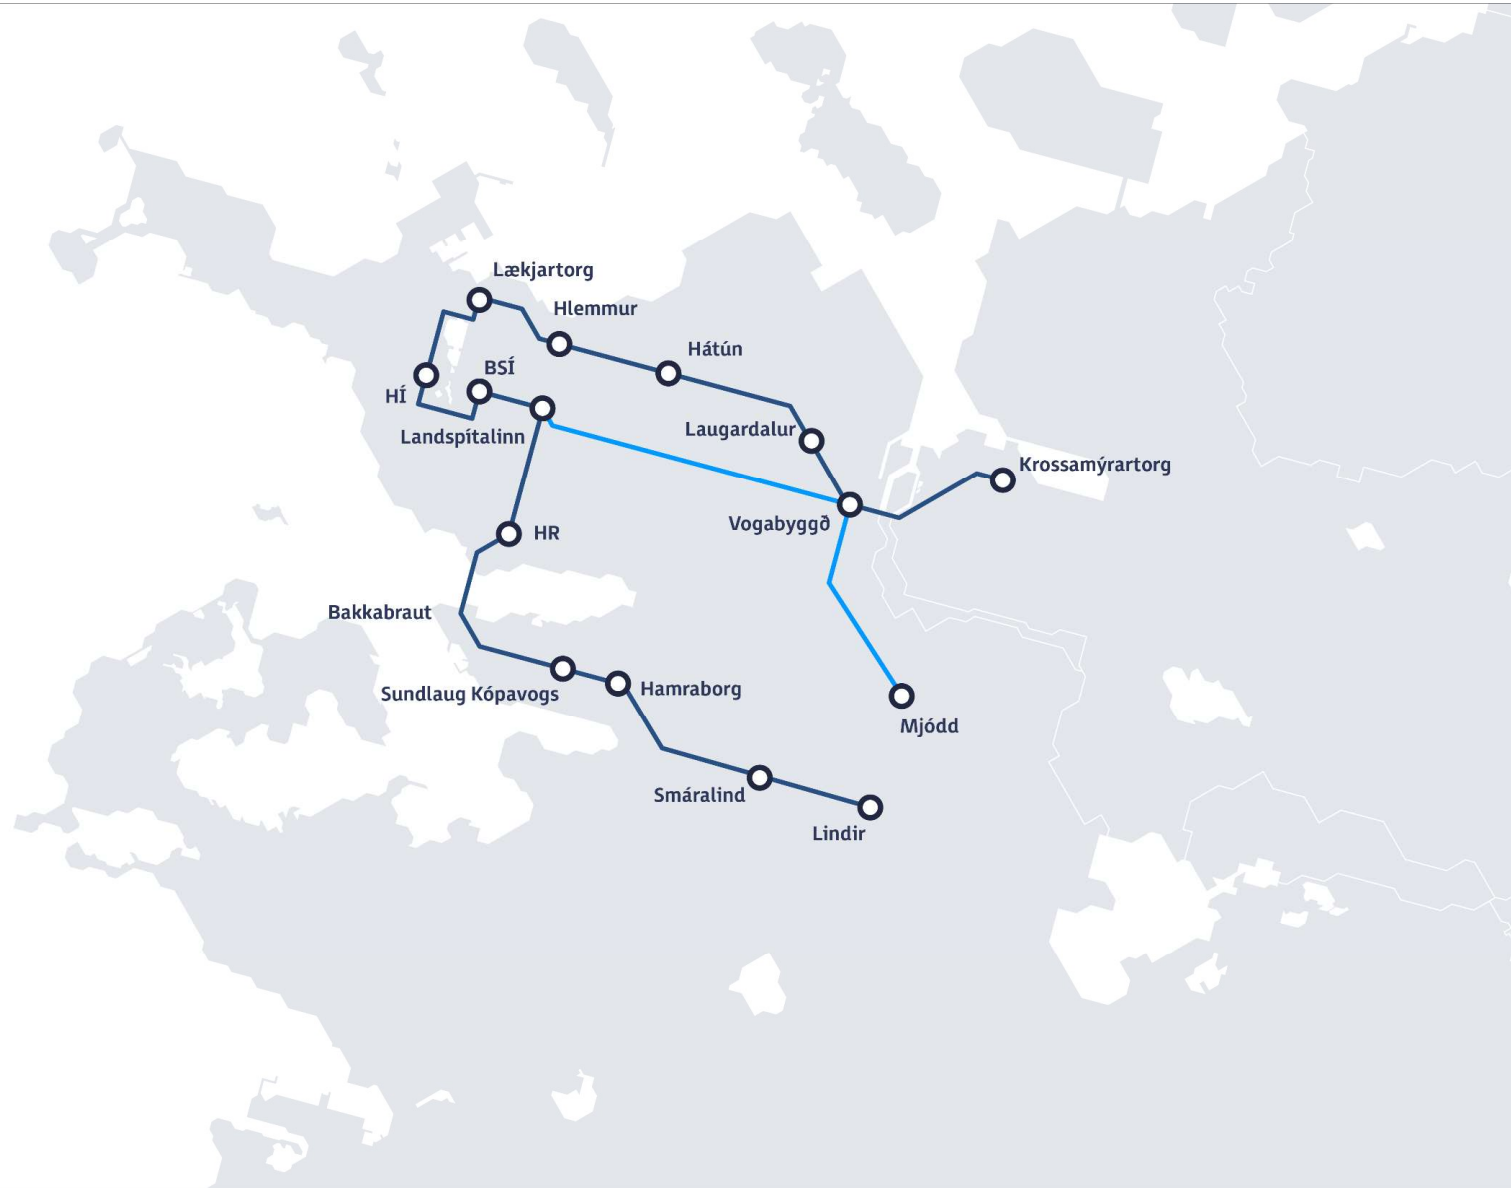 Lækjartorg
Hlemmur
Hátún
BSÍ
HÍ
Laugardalur
Landspítalinn
Krossamýrartorg
Vogabyggð
HR
Bakkabraut
Hamraborg
Sundlaug Kópavogs
Mjódd
Smáralind
Lindir